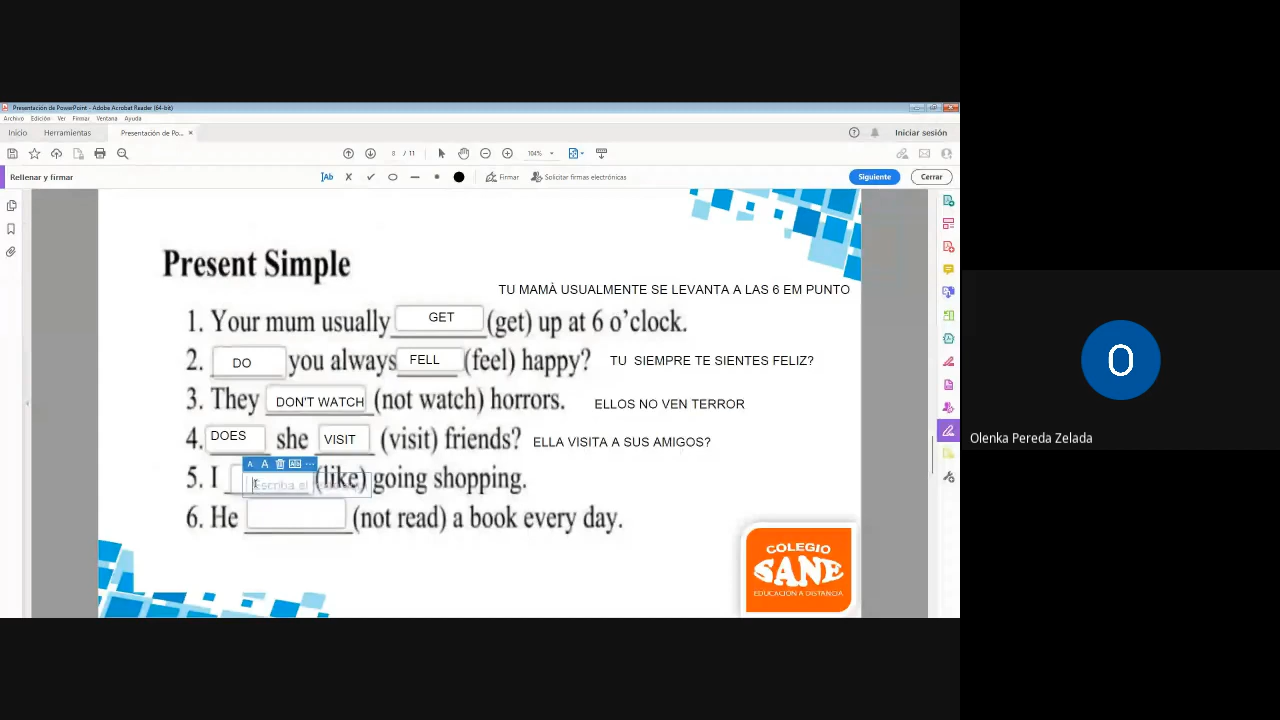 Presentación de PowerPoint - Adobe Acrobat Reader (64-bit)
Archivo Edición Ver Firmar Ventana Ayuda
Inicio Herramientas Presentación de Po... × Iniciar sesión
8 / 11 104%
Rellenar y firmar Ab Firmar Solicitar firmas electrónicas Siguiente Cerrar
Present Simple
TU MAMÁ USUALMENTE SE LEVANTA A LAS 6 EM PUNTO
1. Your mum usually GET (get) up at 6 o'clock.
2. DO you always FELL (feel) happy? TU SIEMPRE TE SIENTES FELIZ?
3. They DON'T WATCH (not watch) horrors. ELLOS NO VEN TERROR
4. DOES she VISIT (visit) friends? ELLA VISITA A SUS AMIGOS?
5. I (like) going shopping.
6. He (not read) a book every day.
COLEGIO
SANE
EDUCACION A DISTANCIA
O
Olenka Pereda Zelada